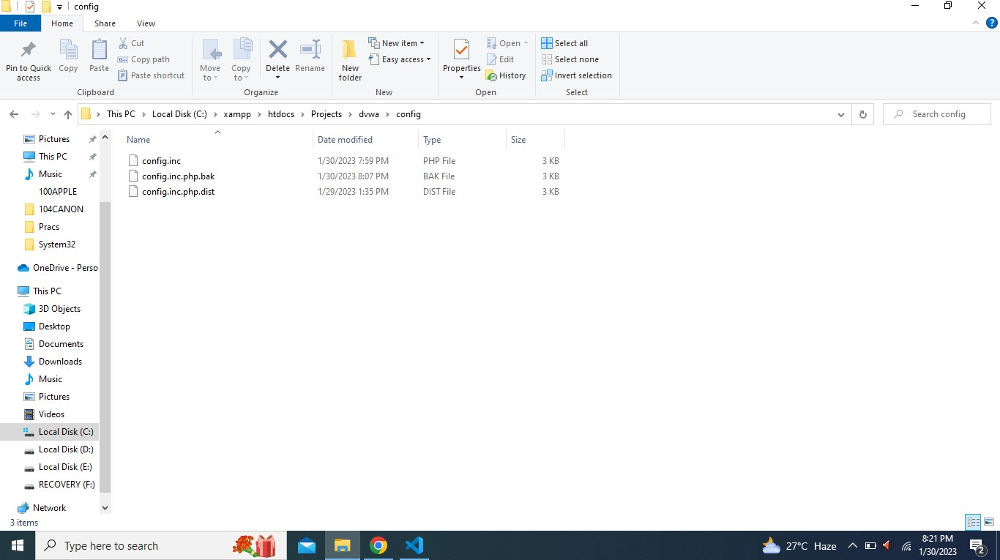 config
File Home Share View
Pin to Quick access
Copy
Paste
Cut
Copy path
Paste shortcut
Clipboard
Move to
Copy to
Delete
Rename
Organize
New folder
New item
Easy access
New
Properties
Open
Edit
History
Open
Select all
Select none
Invert selection
Select
This PC > Local Disk (C:) > xampp > htdocs > Projects > dvwa > config
Search config
Pictures
This PC
Music
100APPLE
104CANON
Pracs
System32
OneDrive - Perso
This PC
3D Objects
Desktop
Documents
Downloads
Music
Pictures
Videos
Local Disk (C:)
Local Disk (D:)
Local Disk (E:)
RECOVERY (F:)
Network
Name Date modified Type Size
config.inc 1/30/2023 7:59 PM PHP File 3 KB
config.inc.php.bak 1/30/2023 8:07 PM BAK File 3 KB
config.inc.php.dist 1/29/2023 1:35 PM DIST File 3 KB
3 items
Type here to search
27°C Haze
8:21 PM
1/30/2023
2